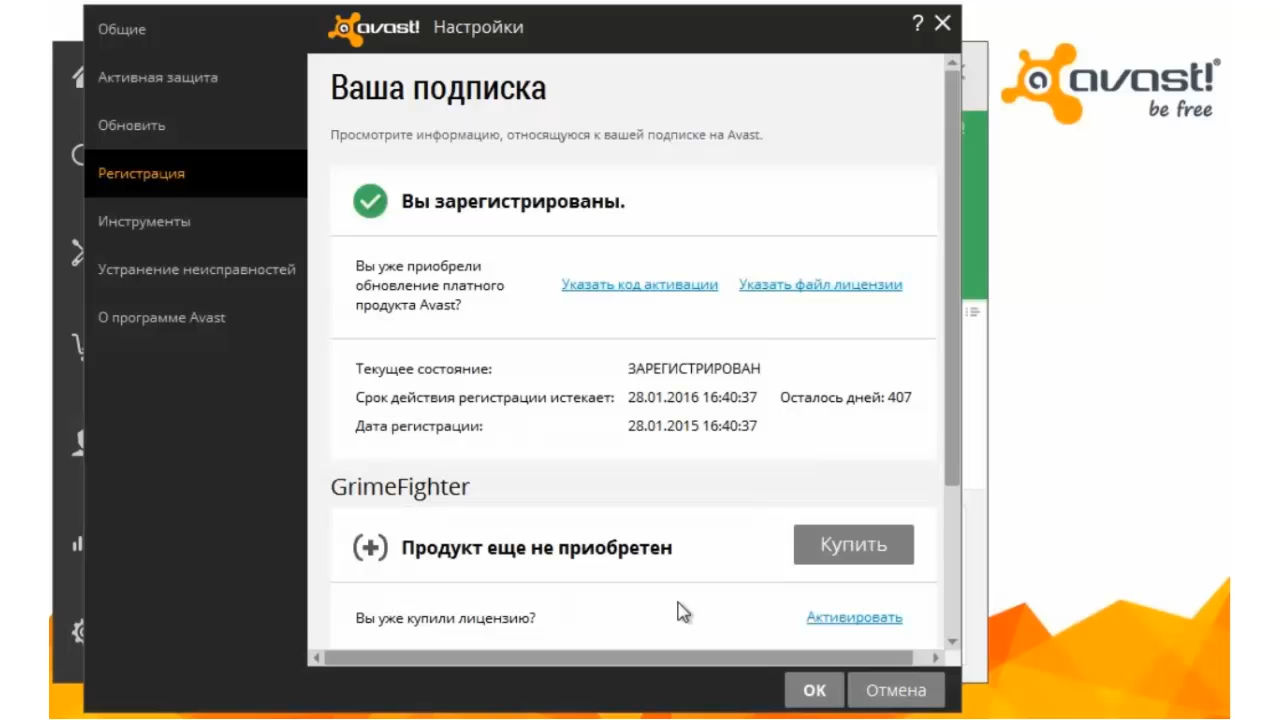 Общие
Активная защита
Обновить
Регистрация
Инструменты
Устранение неисправностей
О программе Avast
avast! Настройки
?
Ваша подписка
Просмотрите информацию, относящуюся к вашей подписке на Avast.
Вы зарегистрированы.
Вы уже приобрели
обновление платного
продукта Avast?
Указать код активации Указать файл лицензии
Текущее состояние: ЗАРЕГИСТРИРОВАН
Срок действия регистрации истекает: 28.01.2016 16:40:37 Осталось дней: 407
Дата регистрации: 28.01.2015 16:40:37
GrimeFighter
Продукт еще не приобретен Купить
Вы уже купили лицензию? Активировать
OK Отмена
avast!®
be free